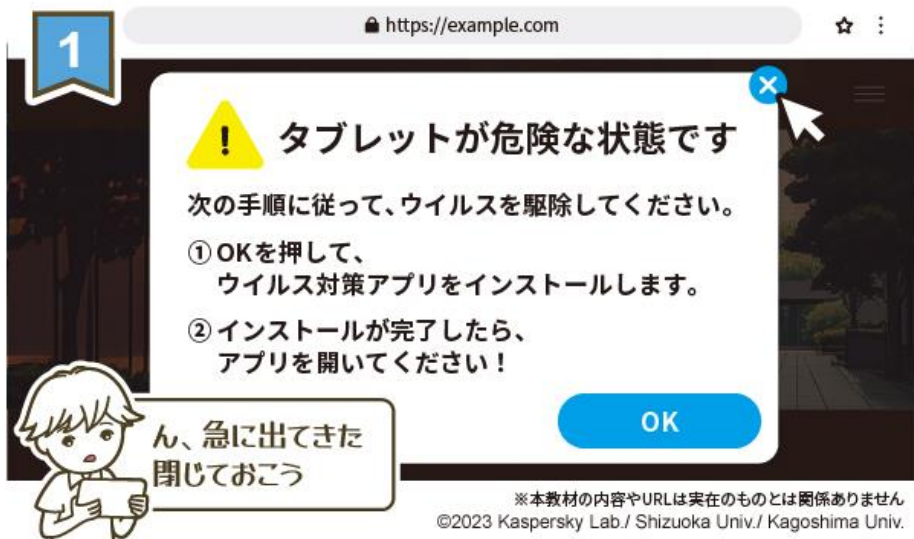 1
https://example.com
! タブレットが危険な状態です
次の手順に従って、ウイルスを駆除してください。
①OKを押して、
ウイルス対策アプリをインストールします。
②インストールが完了したら、
アプリを開いてください！
OK
ん、急に出てきた
閉じておこう
※本教材の内容やURLは実在のものとは関係ありません
©2023 Kaspersky Lab./ Shizuoka Univ./ Kagoshima Univ.